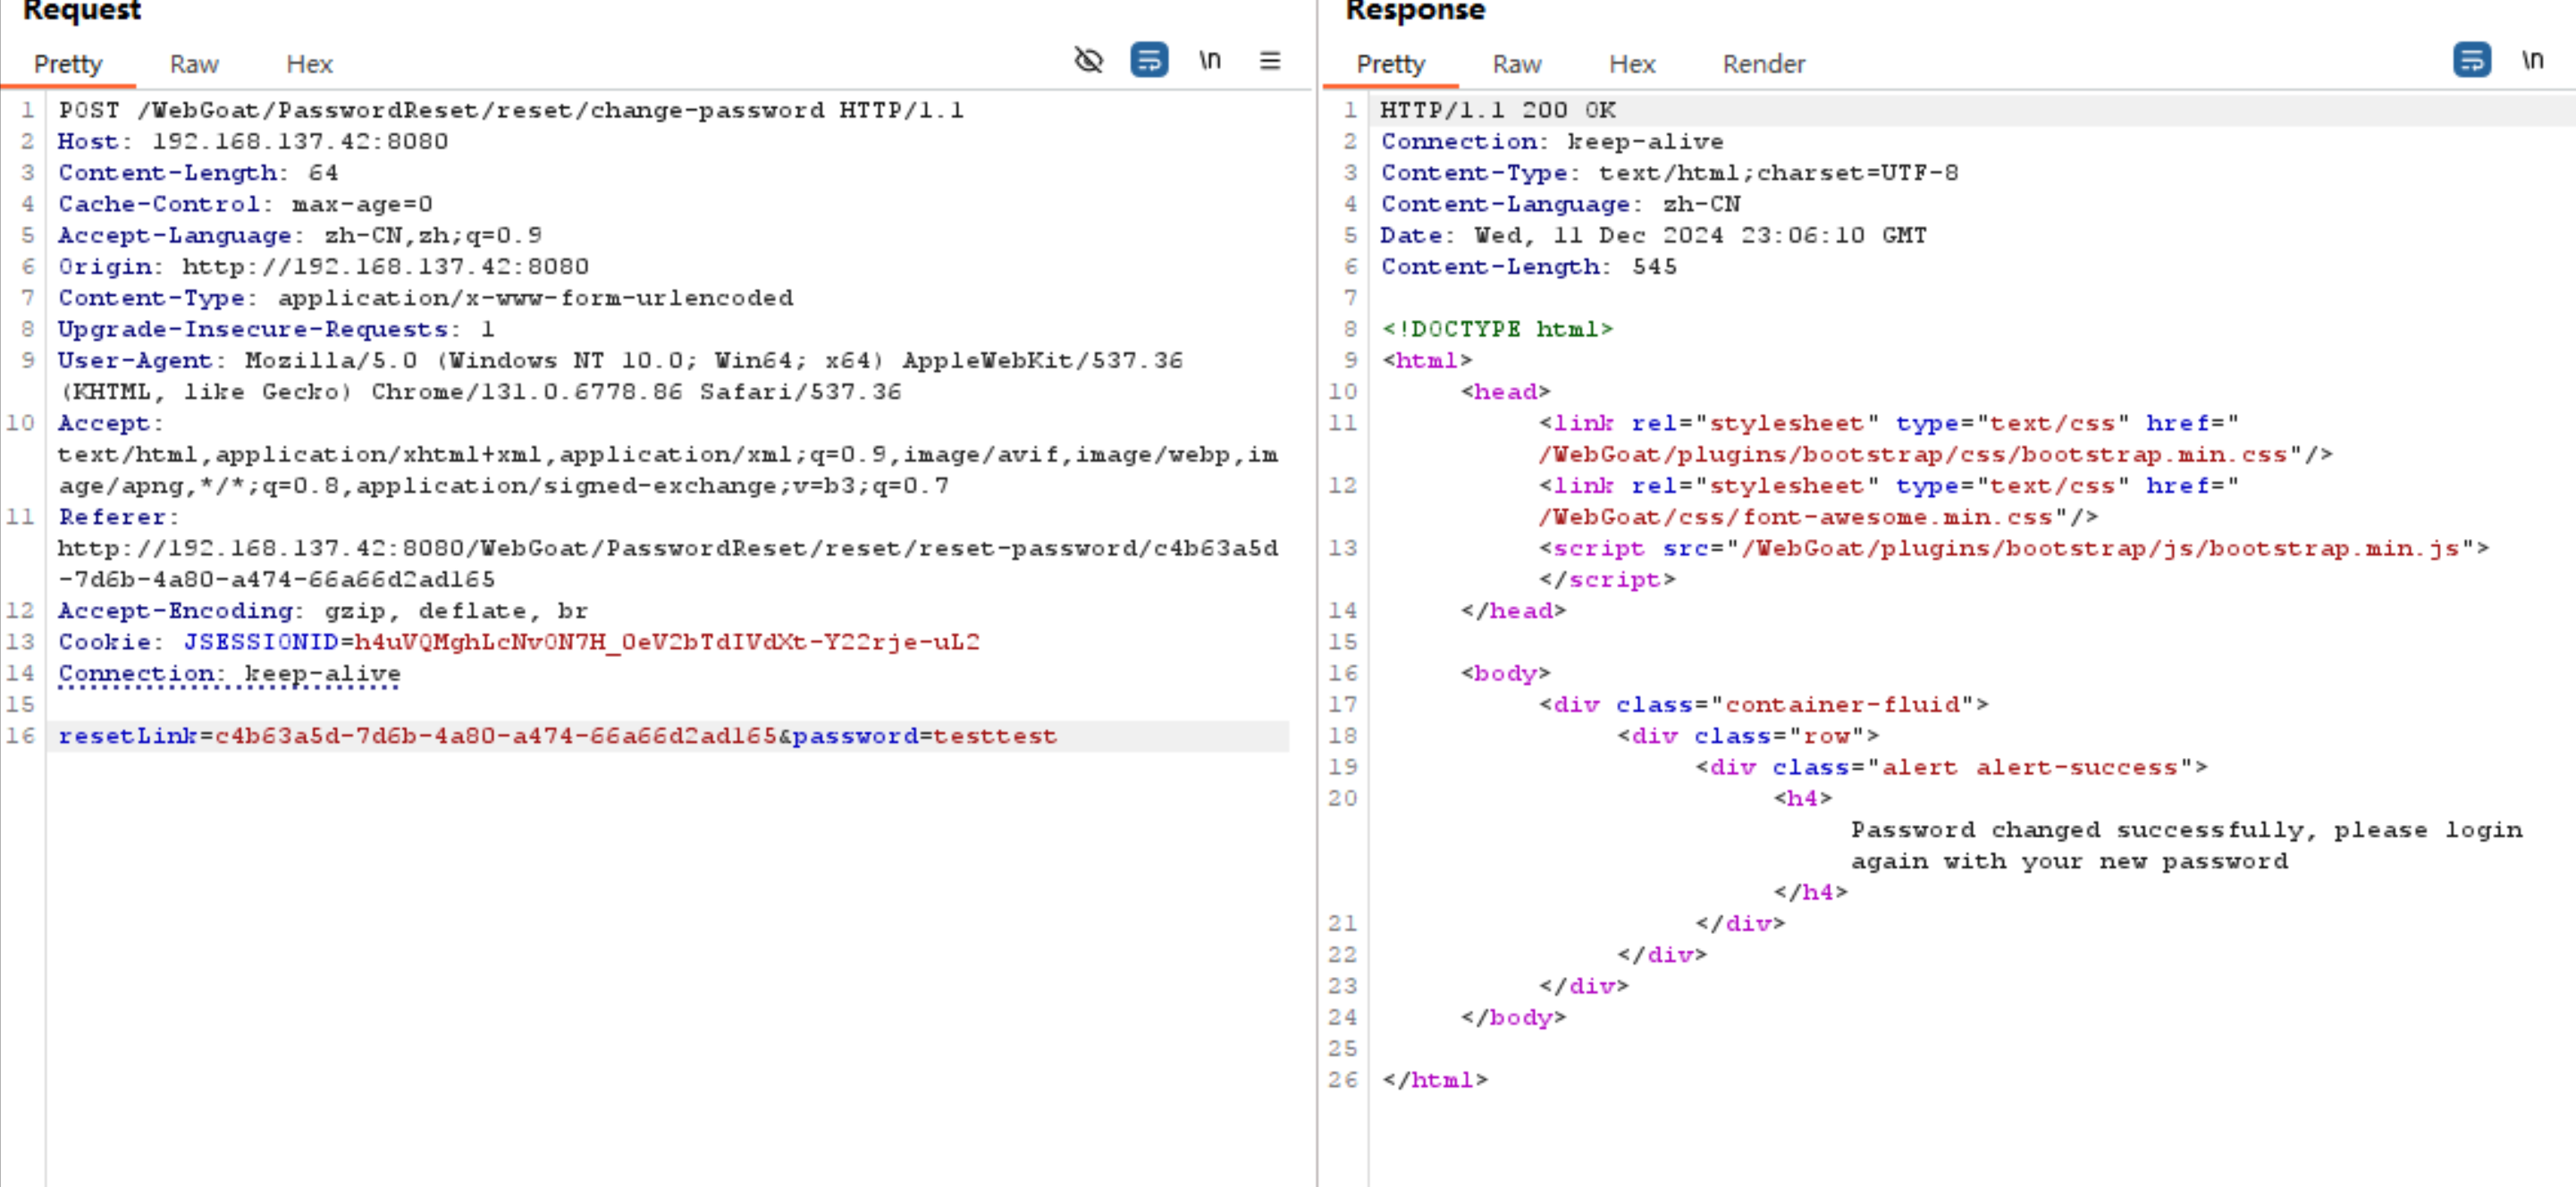 Request
Pretty Raw Hex
\n
1 POST /WebGoat/PasswordReset/reset/change-password HTTP/1.1
2 Host: 192.168.137.42:8080
3 Content-Length: 64
4 Cache-Control: max-age=0
5 Accept-Language: zh-CN,zh;q=0.9
6 Origin: http://192.168.137.42:8080
7 Content-Type: application/x-www-form-urlencoded
8 Upgrade-Insecure-Requests: 1
9 User-Agent: Mozilla/5.0 (Windows NT 10.0; Win64; x64) AppleWebKit/537.36
(KHTML, like Gecko) Chrome/131.0.6778.86 Safari/537.36
10 Accept:
text/html,application/xhtml+xml,application/xml;q=0.9,image/avif,image/webp,im
age/apng,*/*;q=0.8,application/signed-exchange;v=b3;q=0.7
11 Referer:
http://192.168.137.42:8080/WebGoat/PasswordReset/reset/reset-password/c4b63a5d
-7d6b-4a80-a474-66a66d2ad165
12 Accept-Encoding: gzip, deflate, br
13 Cookie: JSESSIONID=h4uVQMghLcNv0N7H_0eV2bTdIVdXt-Y22rje-uL2
14 Connection: keep-alive
15
16 resetLink=c4b63a5d-7d6b-4a80-a474-66a66d2ad165&password=testtest
Response
Pretty Raw Hex Render
\n
1 HTTP/1.1 200 OK
2 Connection: keep-alive
3 Content-Type: text/html;charset=UTF-8
4 Content-Language: zh-CN
5 Date: Wed, 11 Dec 2024 23:06:10 GMT
6 Content-Length: 545
7
8 <!DOCTYPE html>
9 <html>
10 <head>
11 <link rel="stylesheet" type="text/css" href="
/WebGoat/plugins/bootstrap/css/bootstrap.min.css"/>
12 <link rel="stylesheet" type="text/css" href="
/WebGoat/css/font-awesome.min.css"/>
13 <script src="/WebGoat/plugins/bootstrap/js/bootstrap.min.js">
</script>
14 </head>
15
16 <body>
17 <div class="container-fluid">
18 <div class="row">
19 <div class="alert alert-success">
20 <h4>
Password changed successfully, please login
again with your new password
</h4>
21 </div>
22 </div>
23 </div>
24 </body>
25
26 </html>